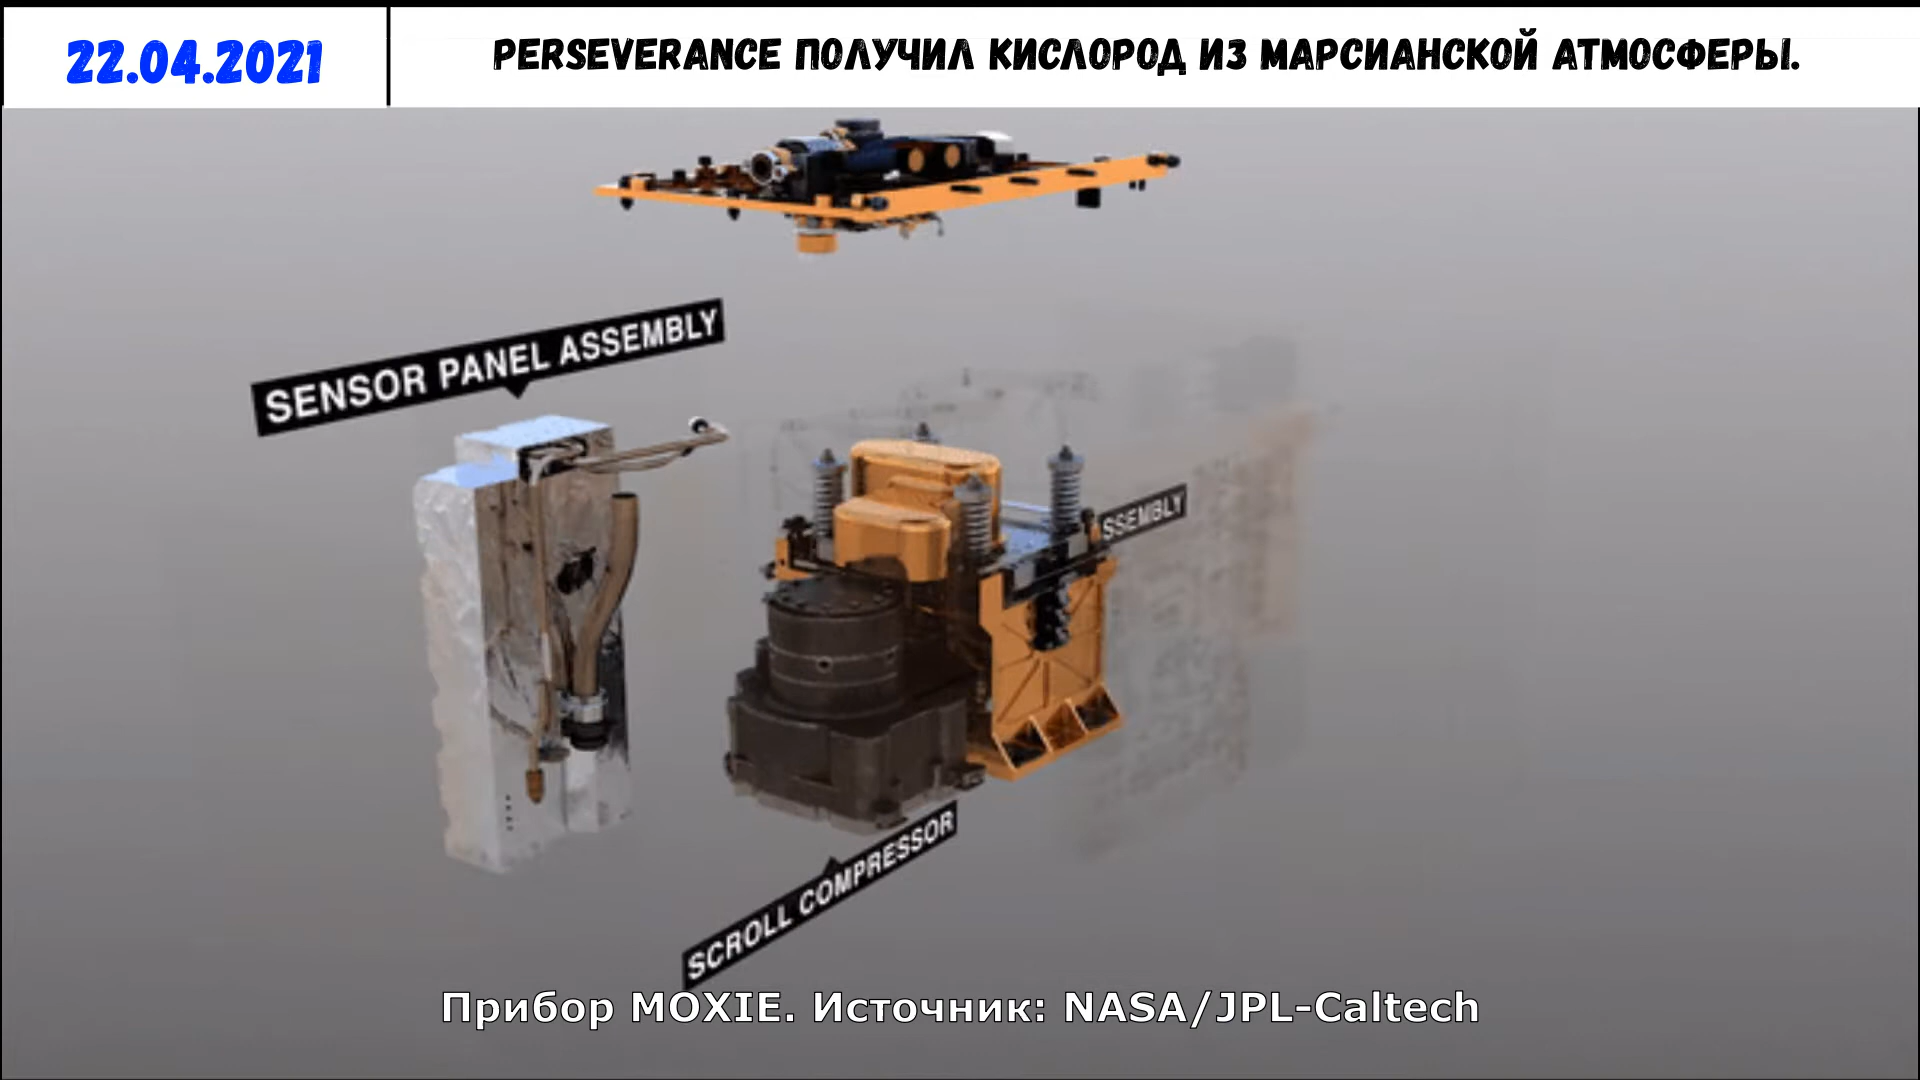 22.04.2021
PERSEVERANCE ПОЛУЧИЛ КИСЛОРОД ИЗ МАРСИАНСКОЙ АТМОСФЕРЫ.
SENSOR PANEL ASSEMBLY
SSEMBLY
SCROLL COMPRESSOR
Прибор MOXIE. Источник: NASA/JPL-Caltech